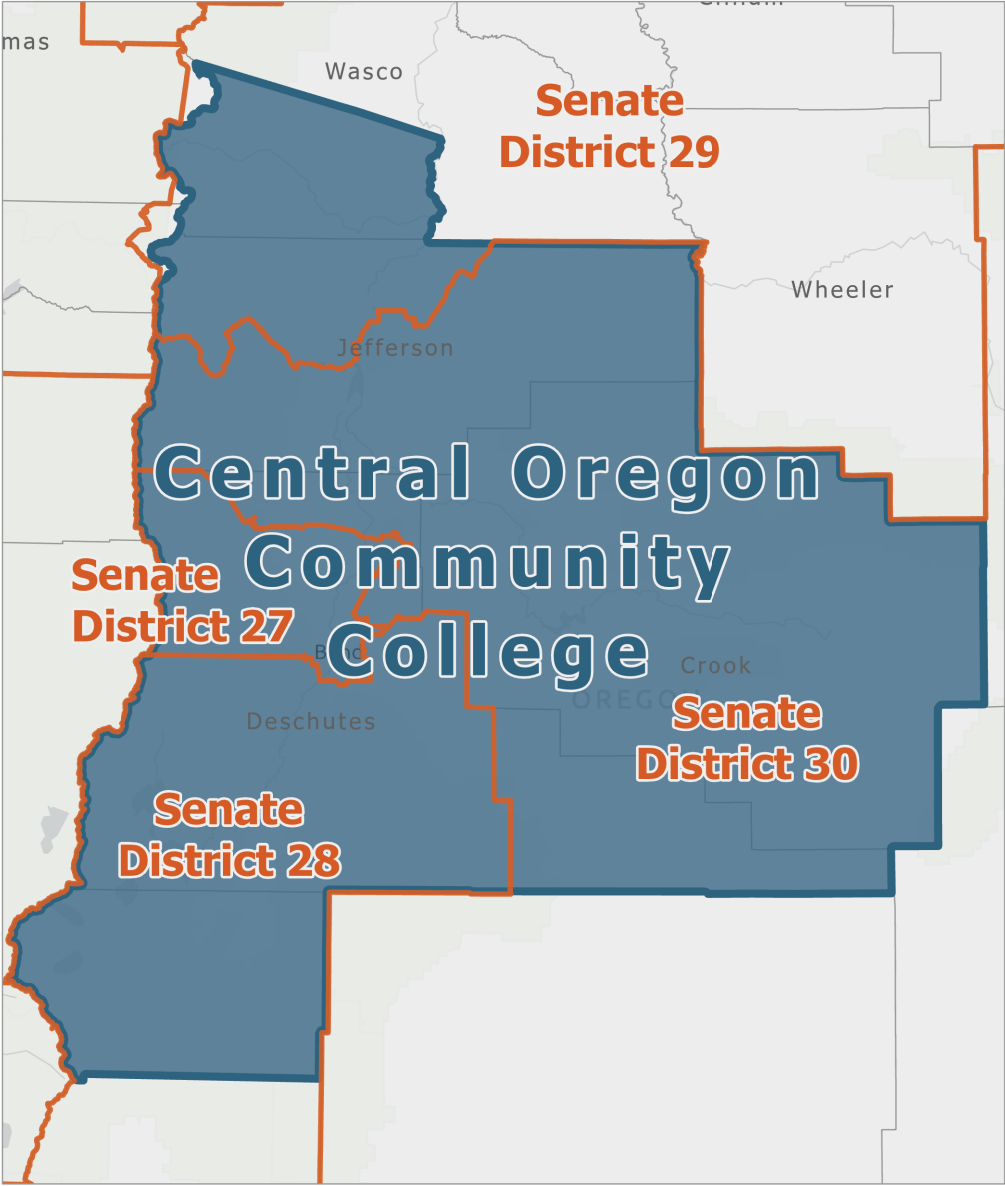 mas
Wasco
Senate
District 29
Wheeler
Jefferson
Central Oregon
Community
College
Senate
District 27
Crook
Senate
District 30
Deschutes
Senate
District 28